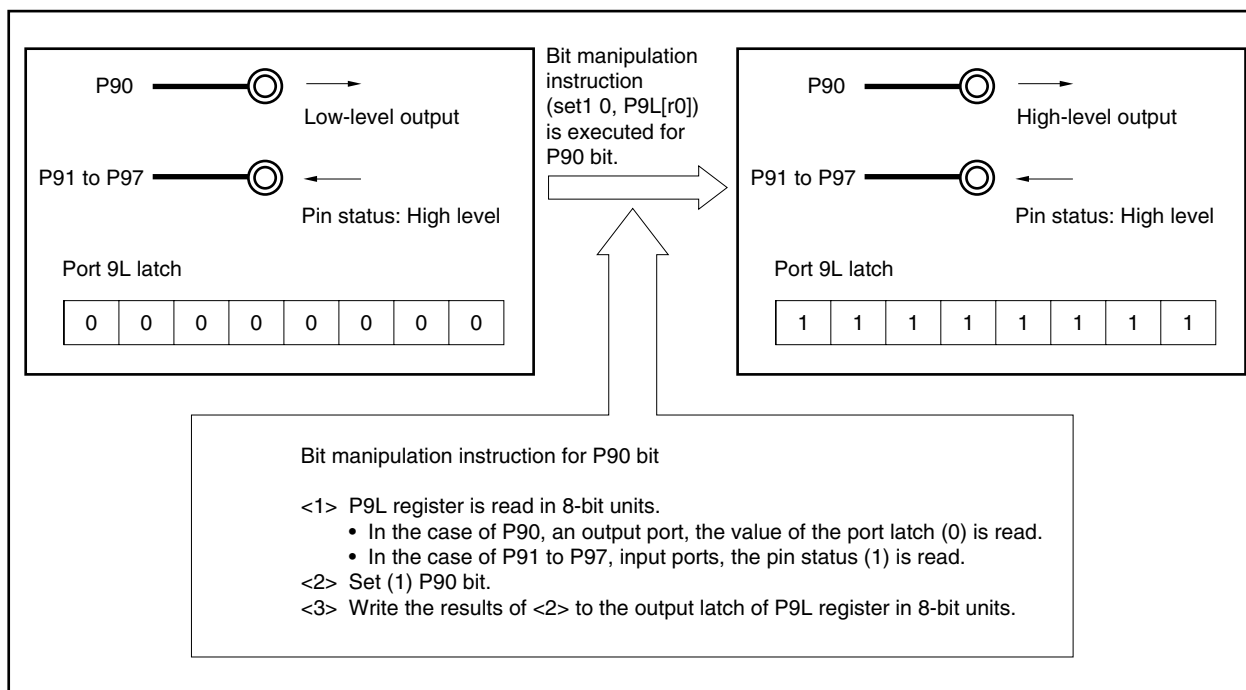 P90
Low-level output
P91 to P97
Pin status: High level
Port 9L latch
0 0 0 0 0 0 0 0
Bit manipulation
instruction
(set1 0, P9L[r0])
is executed for
P90 bit.
P90
High-level output
P91 to P97
Pin status: High level
Port 9L latch
1 1 1 1 1 1 1 1
Bit manipulation instruction for P90 bit
<1> P9L register is read in 8-bit units.
• In the case of P90, an output port, the value of the port latch (0) is read.
• In the case of P91 to P97, input ports, the pin status (1) is read.
<2> Set (1) P90 bit.
<3> Write the results of <2> to the output latch of P9L register in 8-bit units.